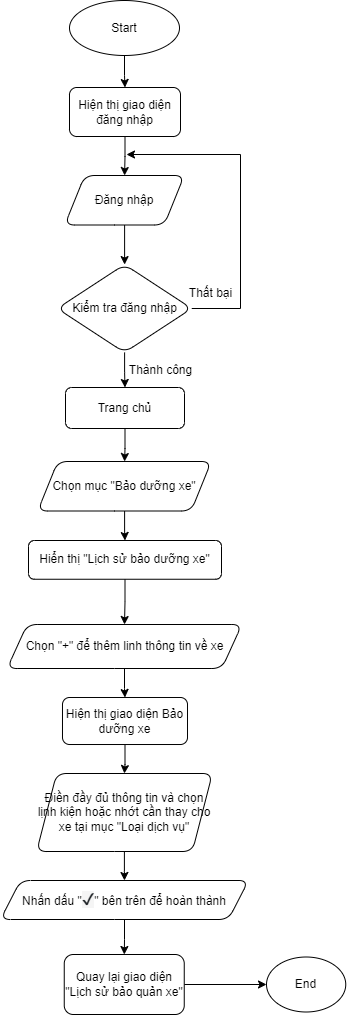 Start
Hiện thị giao diện
đăng nhập
Đăng nhập
Thất bại
Kiểm tra đăng nhập
Thành công
Trang chủ
Chọn mục "Bảo dưỡng xe"
Hiển thị "Lịch sử bảo dưỡng xe"
Chọn "+" để thêm linh thông tin về xe
Hiện thị giao diện Bảo
dưỡng xe
Điền đầy đủ thông tin và chọn
linh kiện hoặc nhớt cần thay cho
xe tại mục "Loại dịch vụ"
Nhấn dấu "✓" bên trên để hoàn thành
Quay lại giao diện
"Lịch sử bảo quản xe"
End